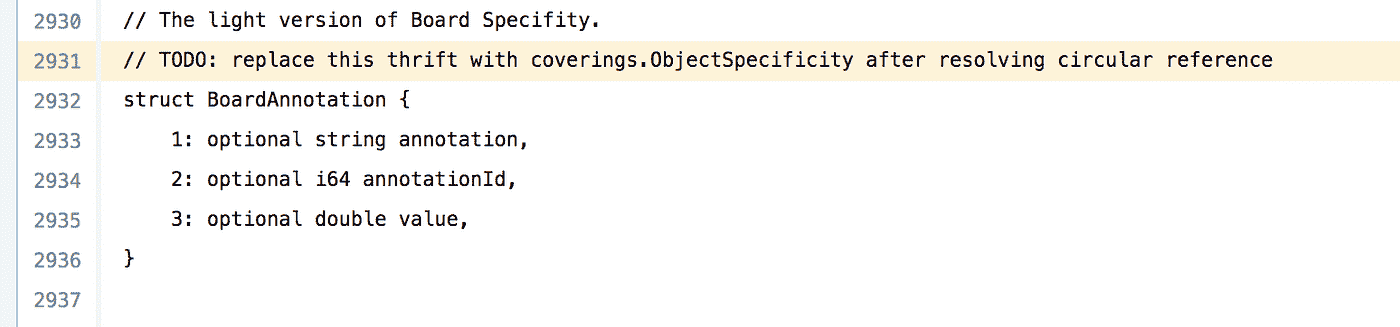 2930 // The light version of Board Specifity.
2931 // TODO: replace this thrift with coverings.ObjectSpecificity after resolving circular reference
2932 struct BoardAnnotation {
2933     1: optional string annotation,
2934     2: optional i64 annotationId,
2935     3: optional double value,
2936 }
2937